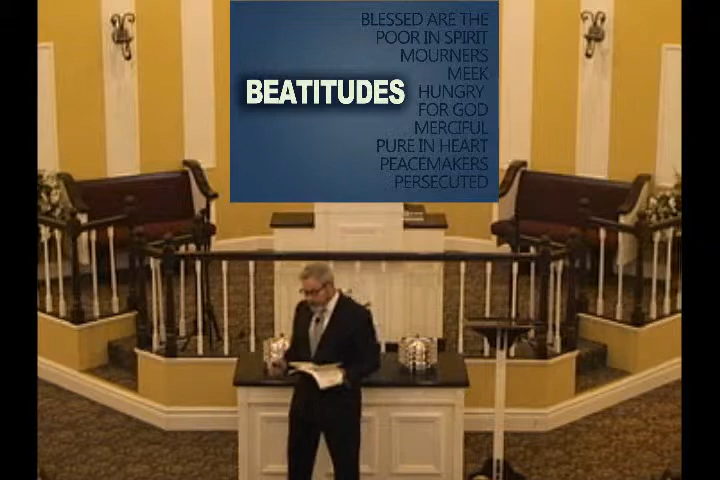 BLESSED ARE THE
POOR IN SPIRIT
MOURNERS
MEEK
BEATITUDES
HUNGRY
FOR GOD
MERCIFUL
PURE IN HEART
PEACEMAKERS
PERSECUTED